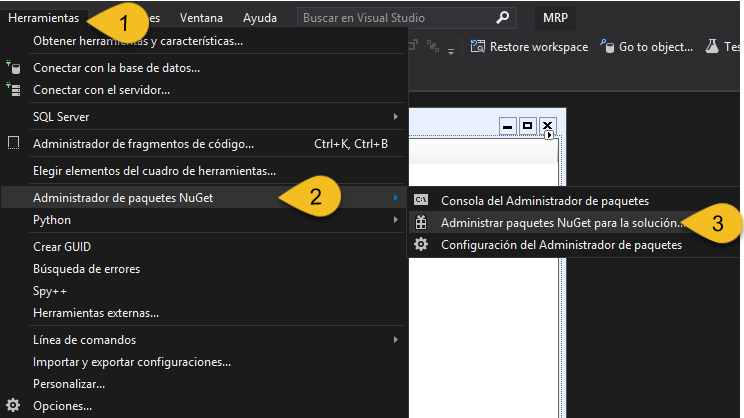 Herramientas es Ventana Ayuda Buscar en Visual Studio MRP
1
Obtener herramientas y características...
Restore workspace Go to object... Tes
Conectar con la base de datos...
Conectar con el servidor...
SQL Server
Administrador de fragmentos de código... Ctrl+K, Ctrl+B
Elegir elementos del cuadro de herramientas...
Administrador de paquetes NuGet
2
C:\ Consola del Administrador de paquetes
Python
Administrar paquetes NuGet para la solución...
3
Crear GUID
Configuración del Administrador de paquetes
Búsqueda de errores
Spy++
Herramientas externas...
Línea de comandos
Importar y exportar configuraciones...
Personalizar...
Opciones...